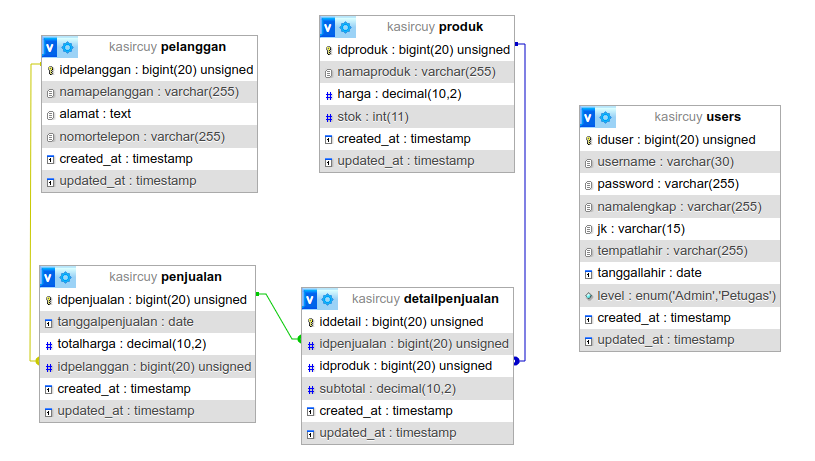 kasircuy pelanggan
idpelanggan : bigint(20) unsigned
namapelanggan : varchar(255)
alamat : text
nomortelepon : varchar(255)
created_at : timestamp
updated_at : timestamp
kasircuy produk
idproduk : bigint(20) unsigned
namaproduk : varchar(255)
harga : decimal(10,2)
stok : int(11)
created_at : timestamp
updated_at : timestamp
kasircuy users
iduser : bigint(20) unsigned
username : varchar(30)
password : varchar(255)
namalengkap : varchar(255)
jk : varchar(15)
tempatlahir : varchar(255)
tanggallahir : date
level : enum('Admin','Petugas')
created_at : timestamp
updated_at : timestamp
kasircuy penjualan
idpenjualan : bigint(20) unsigned
tanggalpenjualan : date
totalharga : decimal(10,2)
idpelanggan : bigint(20) unsigned
created_at : timestamp
updated_at : timestamp
kasircuy detailpenjualan
iddetail : bigint(20) unsigned
idpenjualan : bigint(20) unsigned
idproduk : bigint(20) unsigned
subtotal : decimal(10,2)
created_at : timestamp
updated_at : timestamp